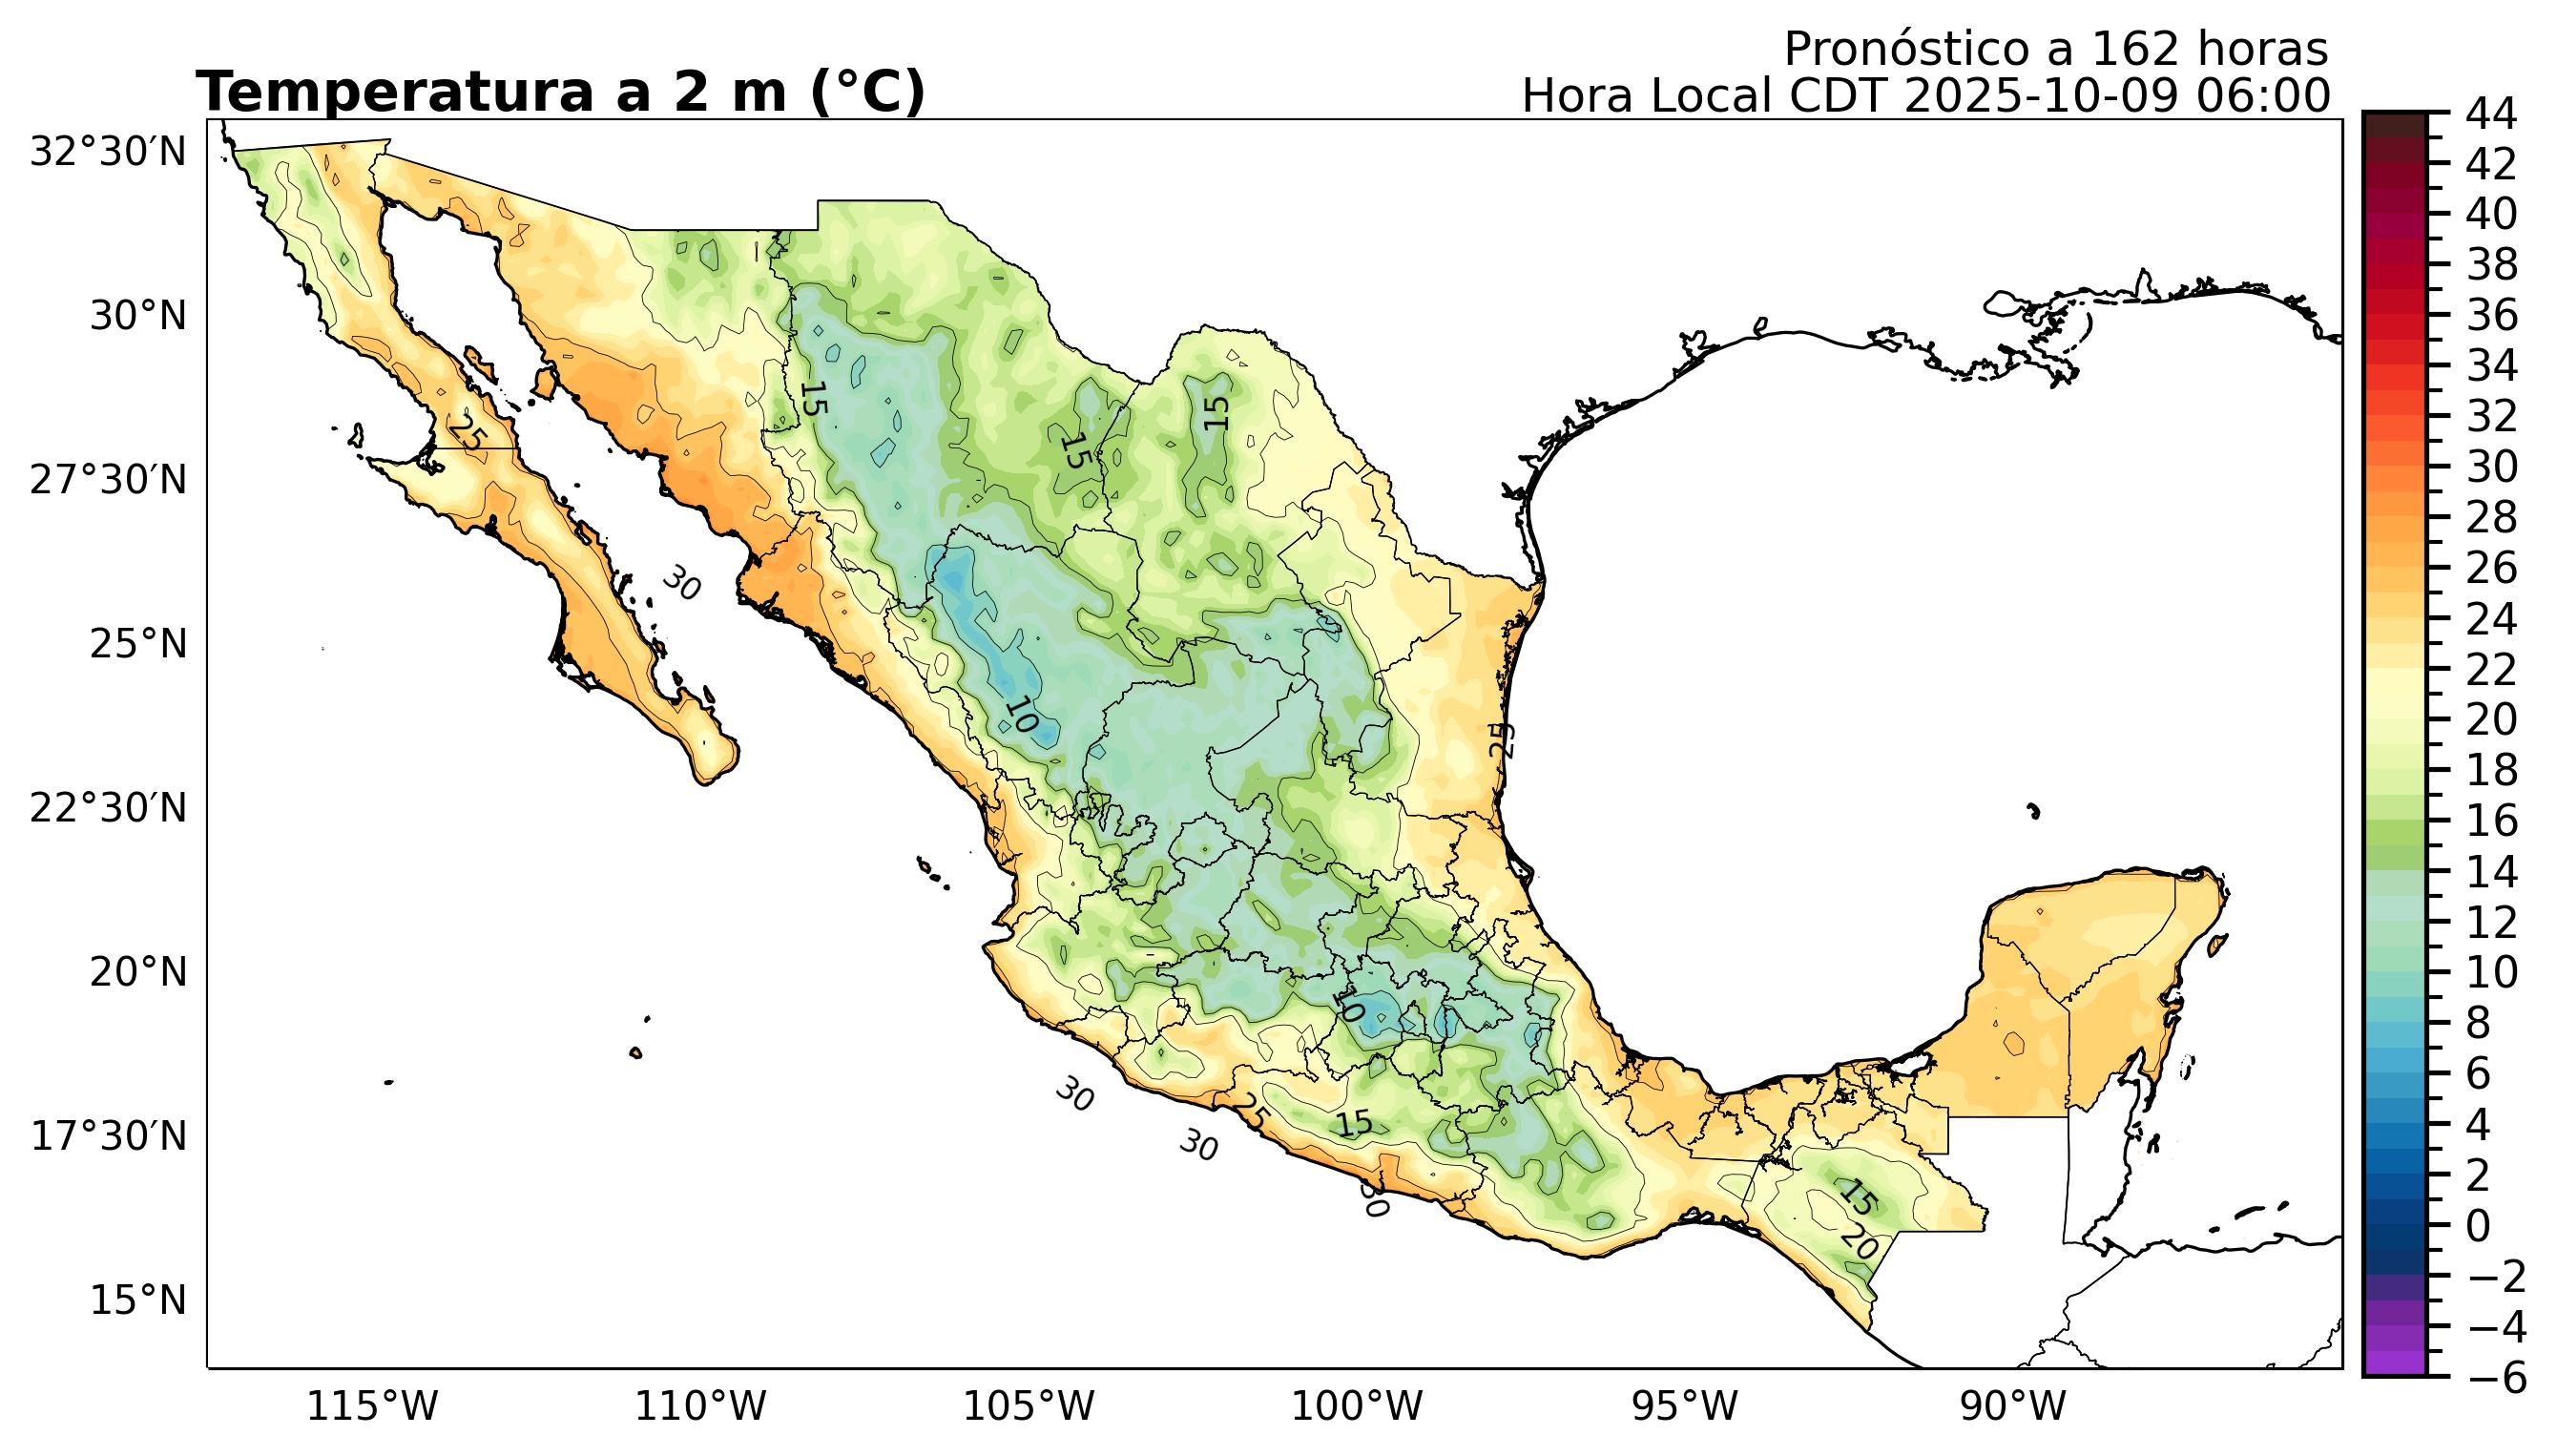 Pronóstico a 162 horas
Temperatura a 2 m (°C)
Hora Local CDT 2025-10-09 06:00
32°30′N
30°N
27°30′N
25°N
22°30′N
20°N
17°30′N
15°N
115°W
110°W
105°W
100°W
95°W
90°W
15
15
15
25
30
10
25
10
30
25
15
30
30
15
20
44
42
40
38
36
34
32
30
28
26
24
22
20
18
16
14
12
10
8
6
4
2
0
−2
−4
−6